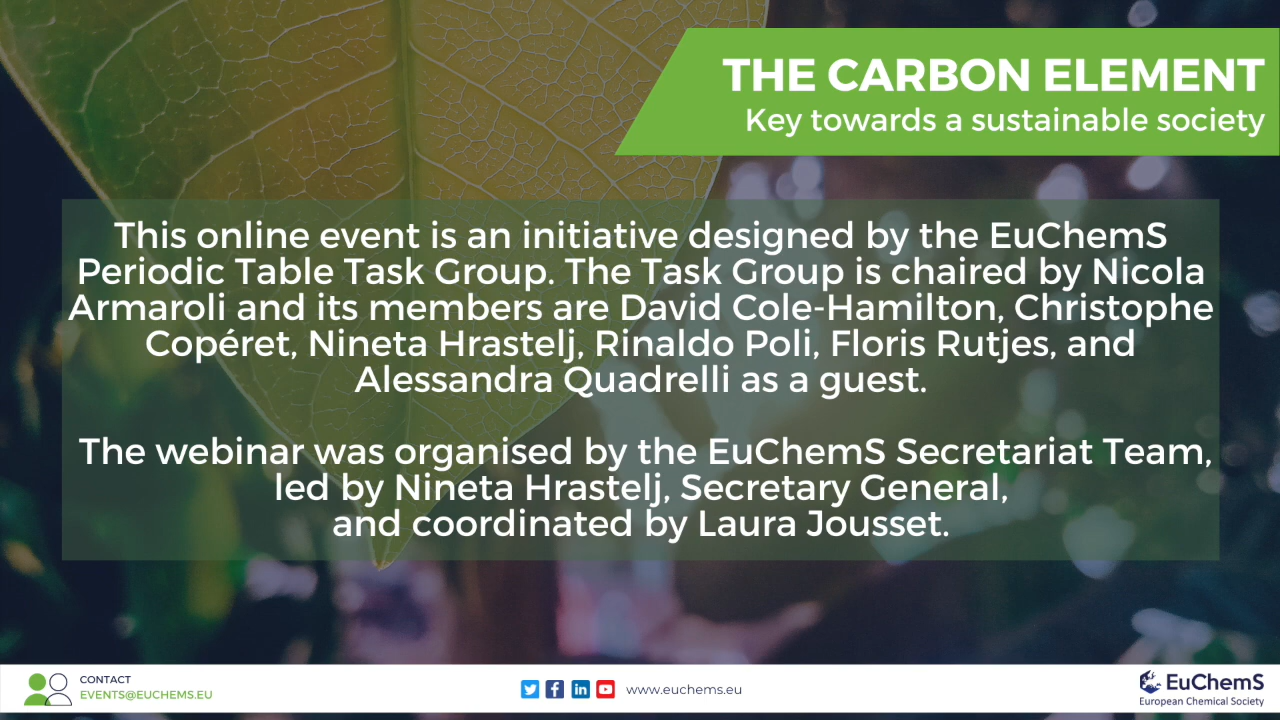 THE CARBON ELEMENT
Key towards a sustainable society
This online event is an initiative designed by the EuChemS
Periodic Table Task Group. The Task Group is chaired by Nicola
Armaroli and its members are David Cole-Hamilton, Christophe
Copéret, Nineta Hrastelj, Rinaldo Poli, Floris Rutjes, and
Alessandra Quadrelli as a guest.
The webinar was organised by the EuChemS Secretariat Team,
led by Nineta Hrastelj, Secretary General,
and coordinated by Laura Jousset.
CONTACT
EVENTS@EUCHEMS.EU
www.euchems.eu
EuChemS
European Chemical Society